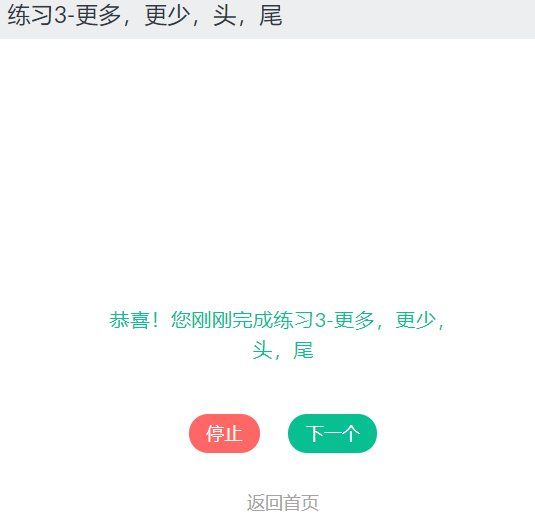 练习3-更多，更少，头，尾
恭喜！您刚刚完成练习3-更多，更少，
头，尾
停止 下一个
返回首页